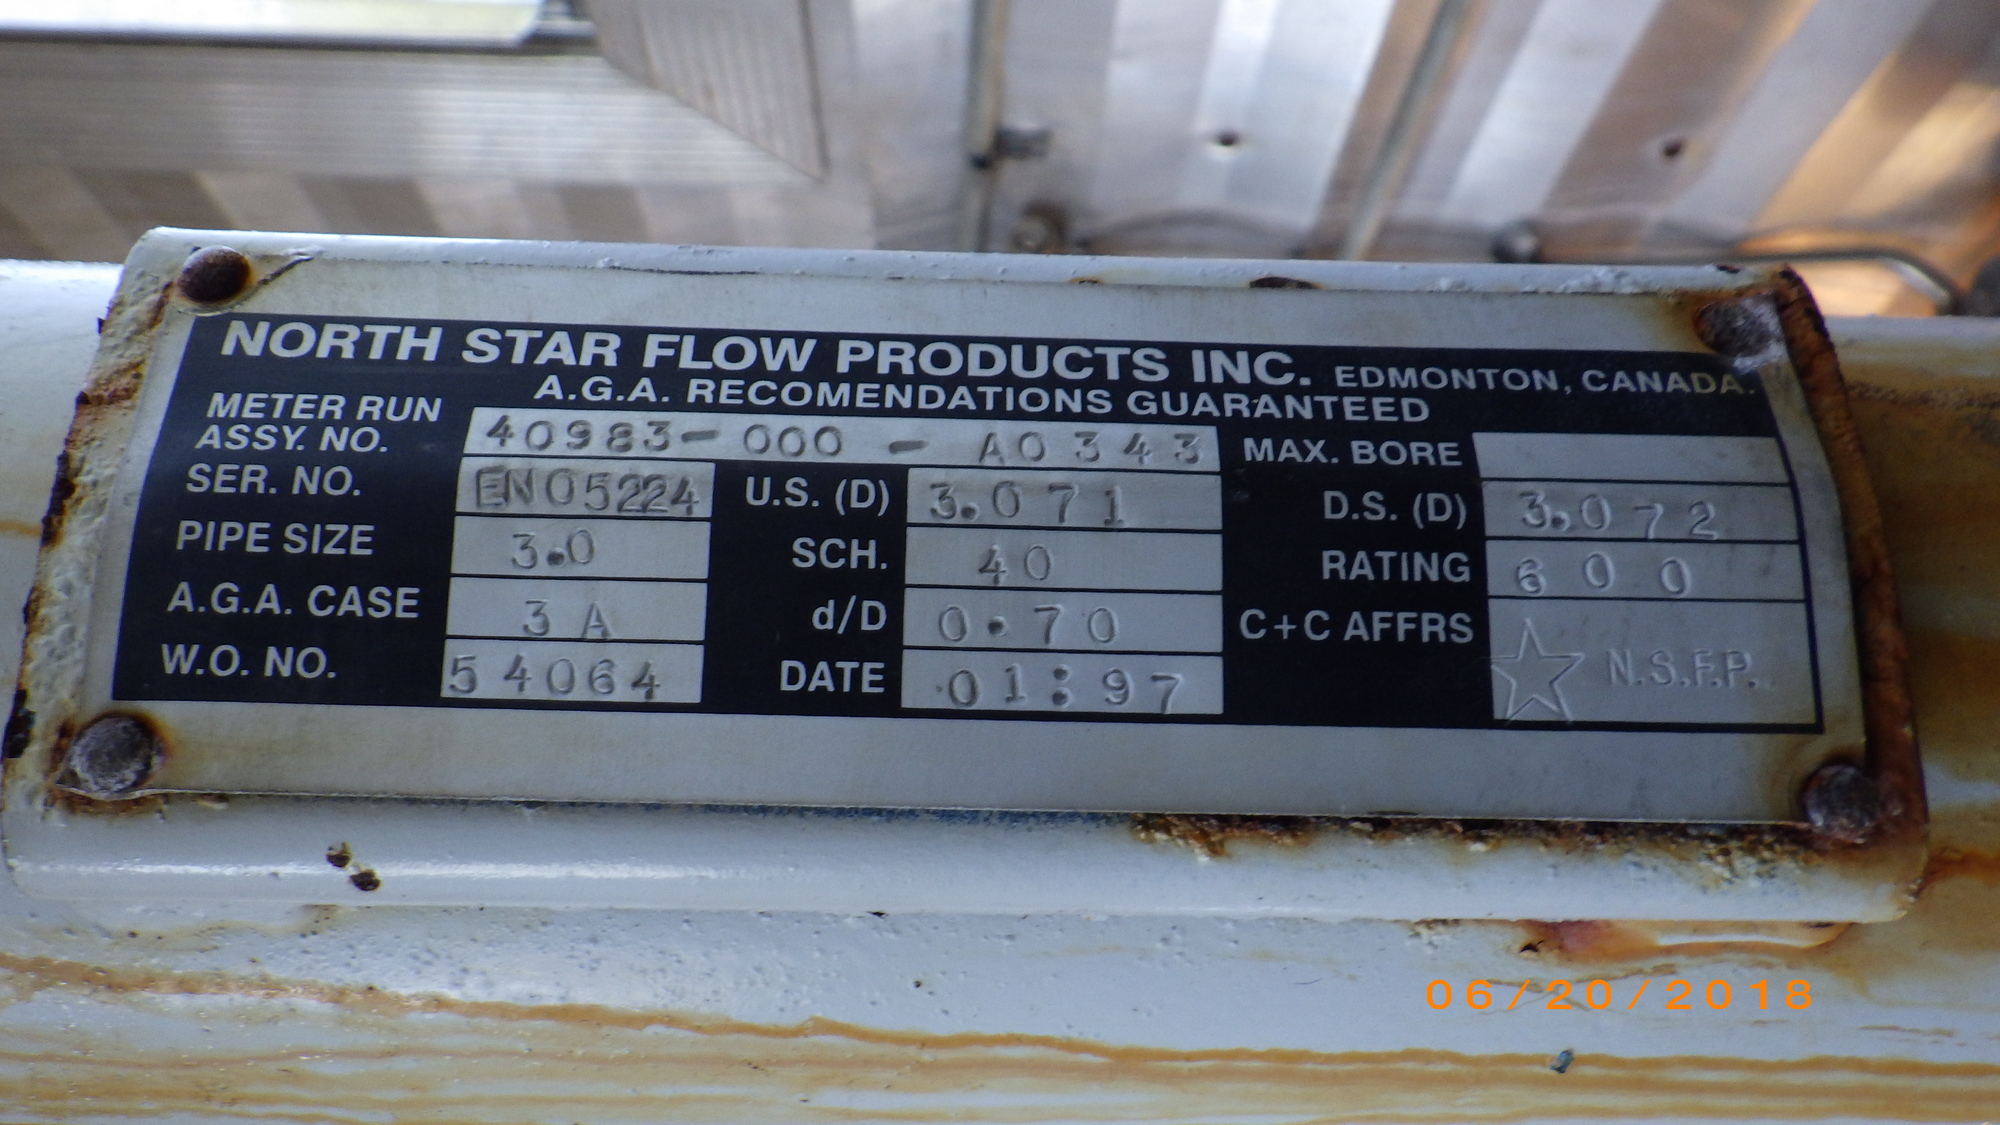 NORTH STAR FLOW PRODUCTS INC. EDMONTON, CANADA.
A.G.A. RECOMENDATIONS GUARANTEED
METER RUN
ASSY. NO. 40983-000-A0343 MAX. BORE
SER. NO. EN05224 U.S. (D) 3.071 D.S. (D) 3.072
PIPE SIZE 3.0 SCH. 40 RATING 600
A.G.A. CASE 3A d/D 0.70 C+C AFFRS
W.O. NO. 54064 DATE 01:97 N.S.F.P.
06/20/2018